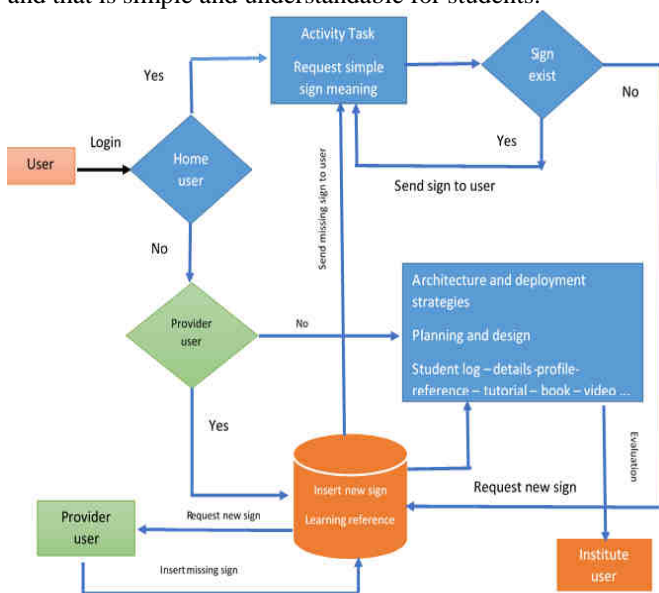 and that is simple and understandable for students.
Activity Task
Request simple
sign meaning
Sign
exist
Yes
No
Login
User
Home
user
Yes
Send sign to user
Send missing sign to user
No
Architecture and deployment
strategies
Planning and design
Student log – details -profile-
reference – tutorial – book – video ...
Provider
user
No
Yes
Evaluation
Insert new sign
Learning reference
Request new sign
Request new sign
Provider
user
Insert missing sign
Institute
user